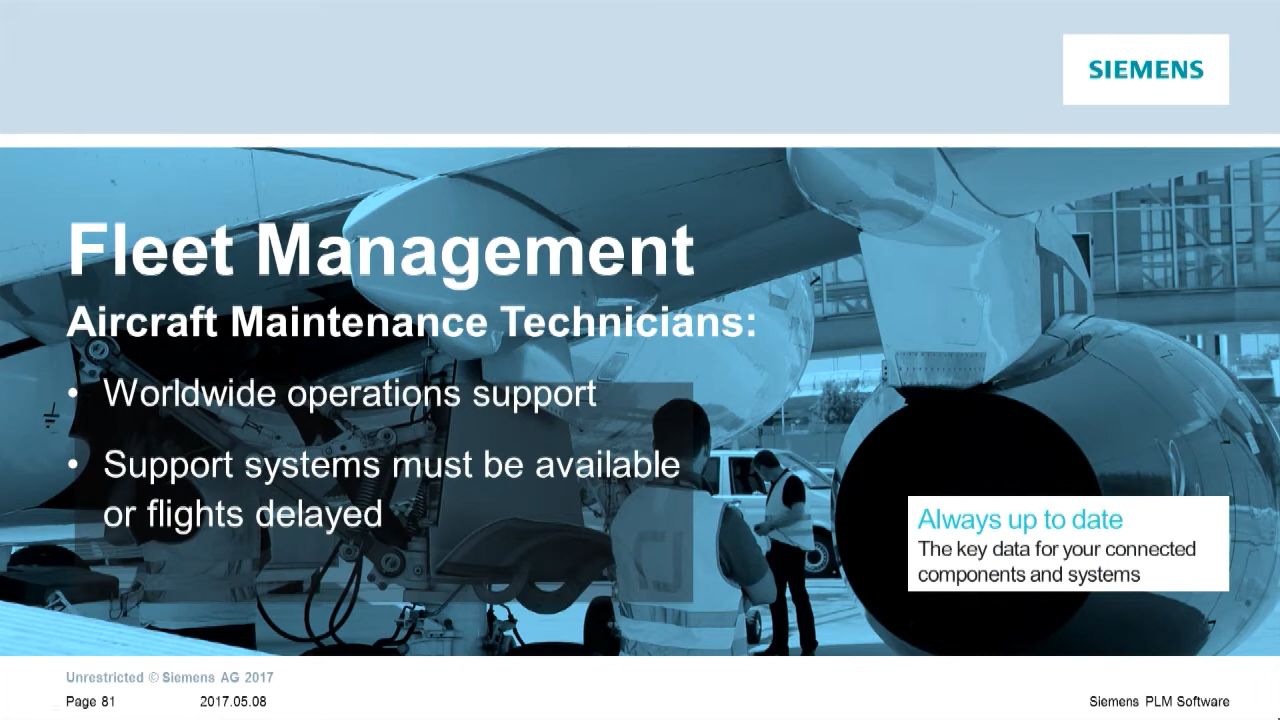 SIEMENS
Fleet Management
Aircraft Maintenance Technicians:
• Worldwide operations support
• Support systems must be available
or flights delayed
Always up to date
The key data for your connected
components and systems
Unrestricted © Siemens AG 2017
Page 81 2017.05.08 Siemens PLM Software